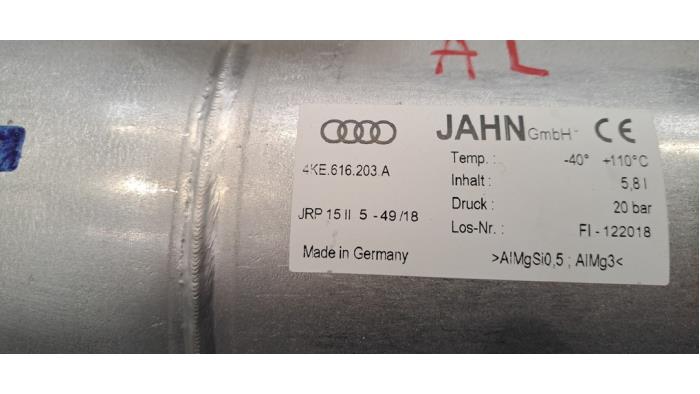 A L
JAHN GmbH CE
4KE.616.203.A
Temp.: -40° +110°C
Inhalt: 5,8 l
Druck: 20 bar
JRP 15 II 5 - 49/18
Los-Nr.: FI - 122018
Made in Germany
>AlMgSi0,5 ; AlMg3<